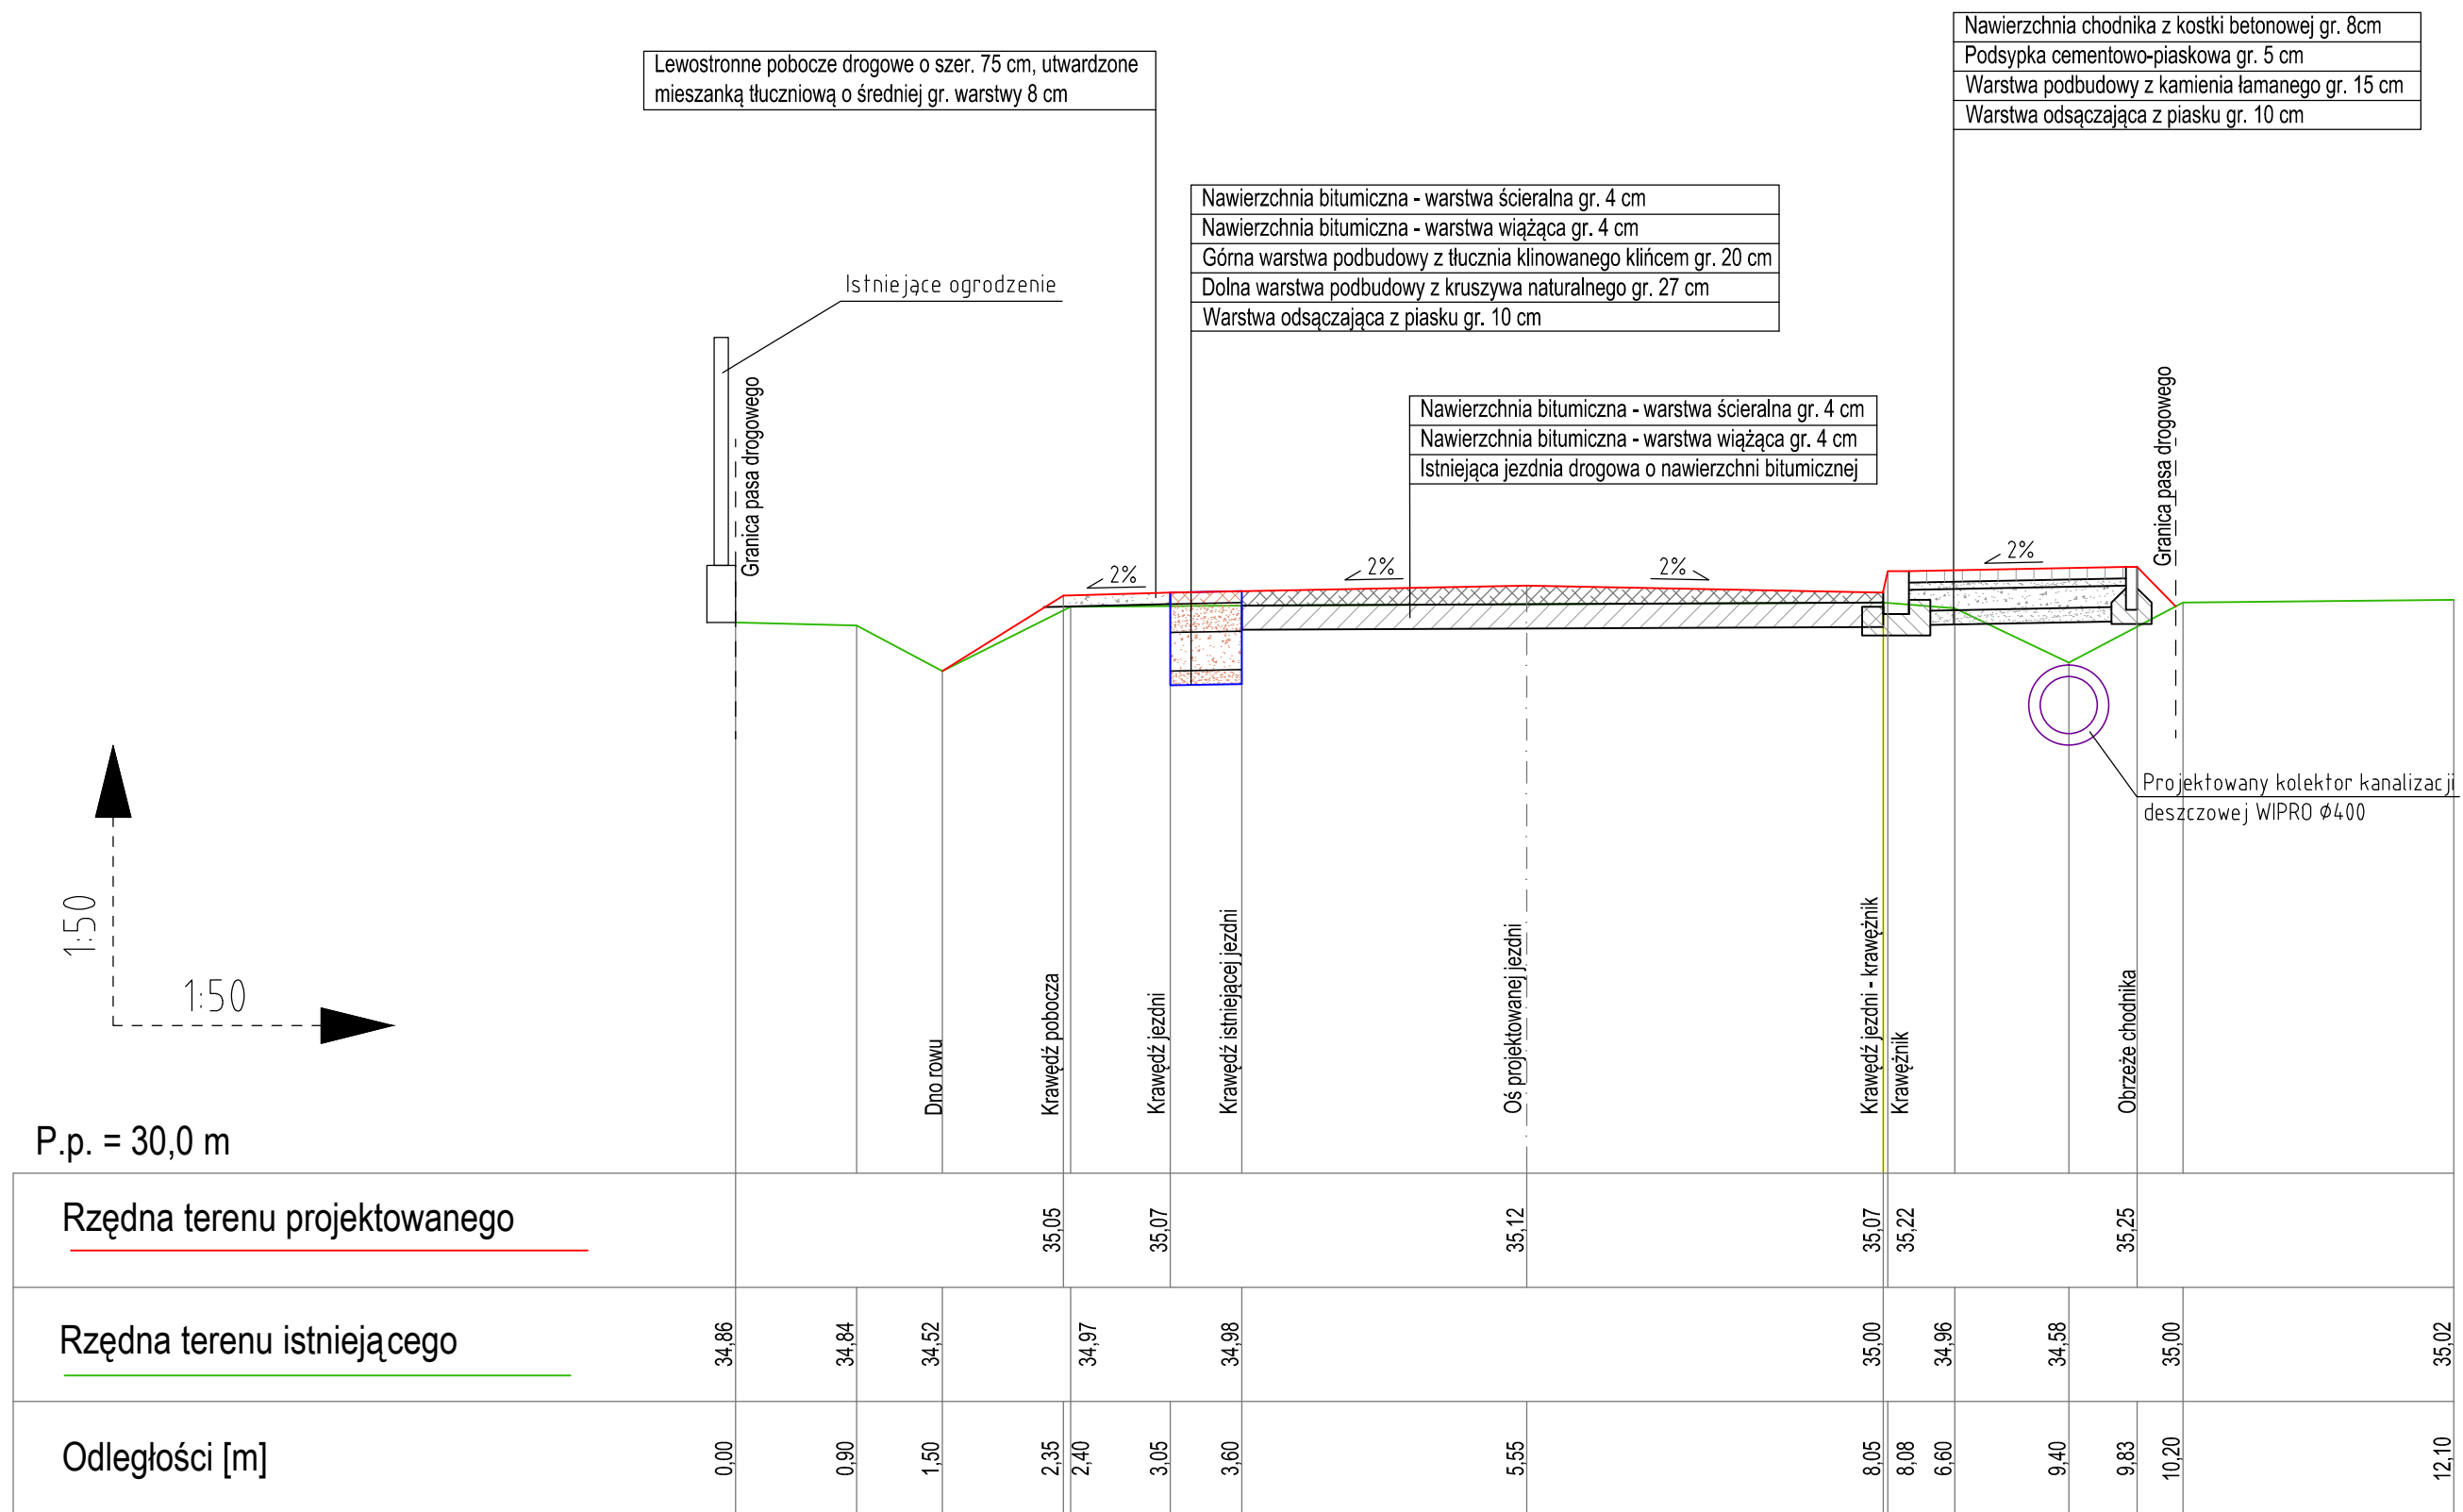 Nawierzchnia chodnika z kostki betonowej gr. 8cm
Podsypka cementowo-piaskowa gr. 5 cm
Warstwa podbudowy z kamienia łamanego gr. 15 cm
Warstwa odsączająca z piasku gr. 10 cm
Lewostronne pobocze drogowe o szer. 75 cm, utwardzone
mieszanką tłuczniową o średniej gr. warstwy 8 cm
Nawierzchnia bitumiczna - warstwa ścieralna gr. 4 cm
Nawierzchnia bitumiczna - warstwa wiążąca gr. 4 cm
Górna warstwa podbudowy z tłucznia klinowanego klińcem gr. 20 cm
Dolna warstwa podbudowy z kruszywa naturalnego gr. 27 cm
Warstwa odsączająca z piasku gr. 10 cm
Istniejące ogrodzenie
Nawierzchnia bitumiczna - warstwa ścieralna gr. 4 cm
Nawierzchnia bitumiczna - warstwa wiążąca gr. 4 cm
Istniejąca jezdnia drogowa o nawierzchni bitumicznej
Granica pasa drogowego
Granica pasa drogowego
2%
2%
2%
2%
Projektowany kolektor kanalizacji
deszczowej WIPRO Ø400
1:50
1:50
Dno rowu
Krawędź pobocza
Krawędź jezdni
Krawędź istniejącej jezdni
Oś projektowanej jezdni
Krawędź jezdni - krawężnik
Krawężnik
Obrzeże chodnika
P.p. = 30,0 m
Rzędna terenu projektowanego
35,05
35,07
35,12
35,07
35,22
35,25
Rzędna terenu istniejącego
34,86
34,84
34,52
34,97
34,98
35,00
34,96
34,58
35,00
35,02
Odległości [m]
0,00
0,90
1,50
2,35
2,40
3,05
3,60
5,55
8,05
8,08
6,60
9,40
9,83
10,20
12,10